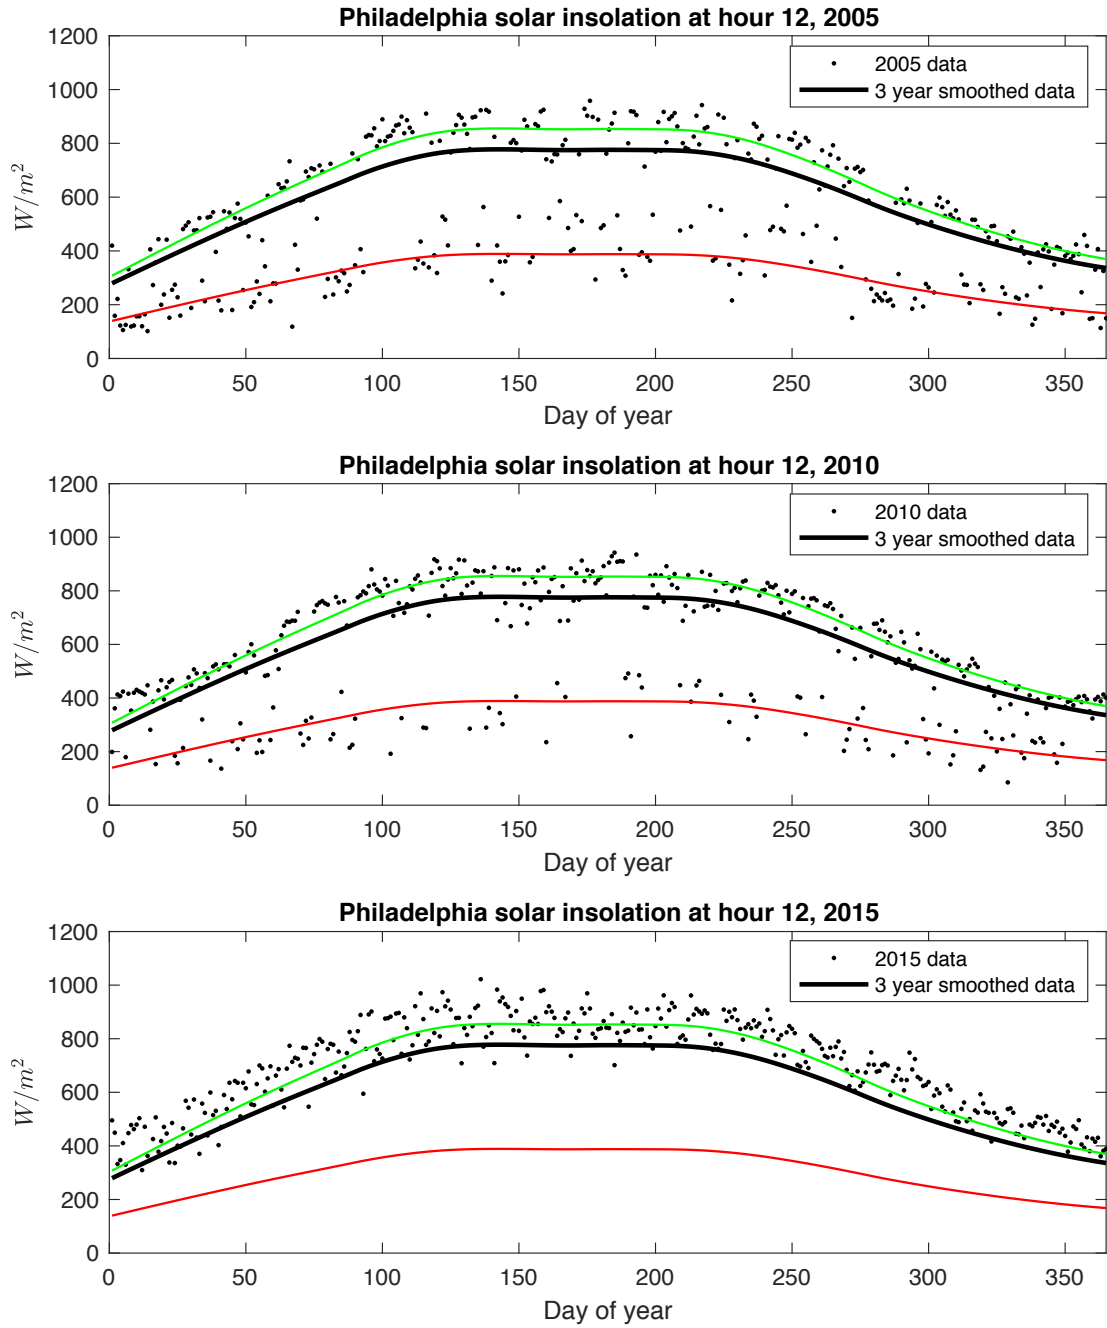 Philadelphia solar insolation at hour 12, 2005
1200
1000
800
600
400
200
0
W/m²
2005 data
3 year smoothed data
0 50 100 150 200 250 300 350
Day of year
Philadelphia solar insolation at hour 12, 2010
1200
1000
800
600
400
200
0
W/m²
2010 data
3 year smoothed data
0 50 100 150 200 250 300 350
Day of year
Philadelphia solar insolation at hour 12, 2015
1200
1000
800
600
400
200
0
W/m²
2015 data
3 year smoothed data
0 50 100 150 200 250 300 350
Day of year